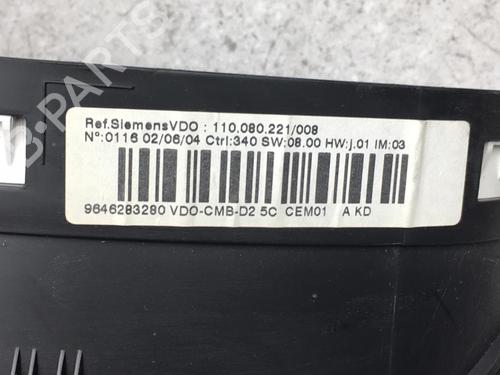 Ref.SiemensVDO : 110.080.221/008
N°:0116 02/06/04 Ctrl:340 SW:08.00 HW:j.01 IM:03
9646283280 VDO-CMB-D2 5C CEM01 A KD
B-PARTS